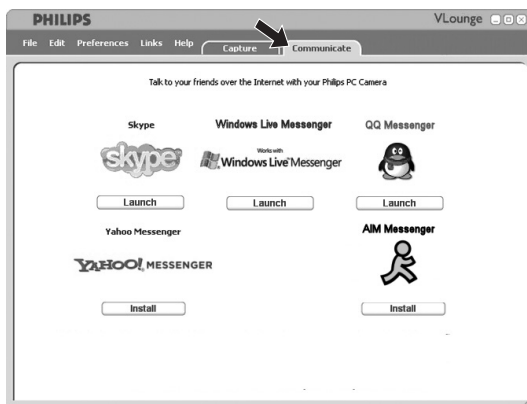 PHILIPS
VLounge
File Edit Preferences Links Help Capture Communicate
Talk to your friends over the Internet with your Philips PC Camera
Skype
Windows Live Messenger
QQ Messenger
skype
Works with
Windows Live Messenger
Launch
Launch
Launch
Yahoo Messenger
AIM Messenger
YAHOO! MESSENGER
Install
Install